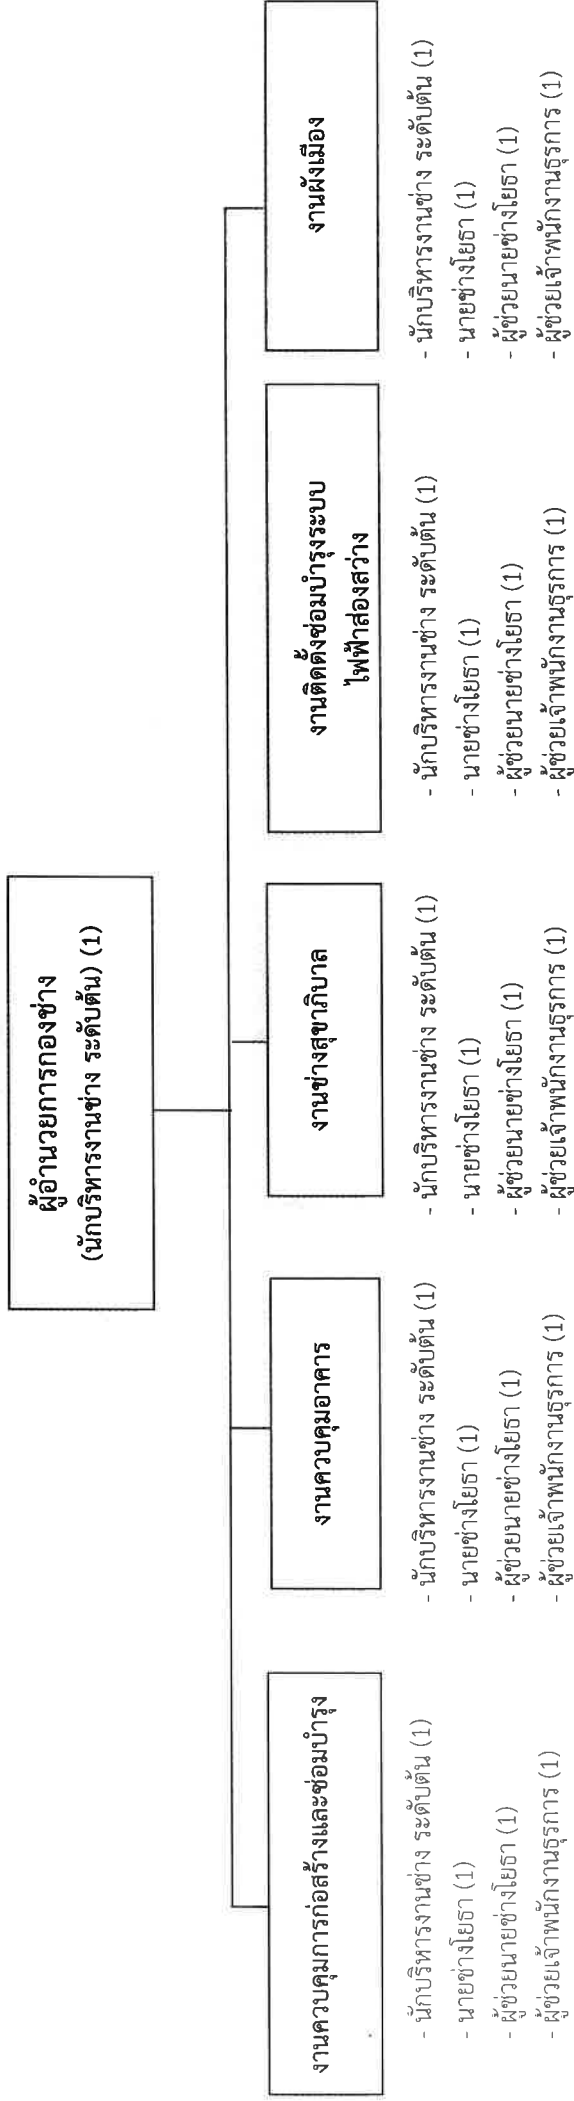 ผู้อำนวยการกองช่าง
(นักบริหารงานช่าง ระดับต้น) (1)
งานควบคุมการก่อสร้างและซ่อมบำรุง
- นักบริหารงานช่าง ระดับต้น (1)
- นายช่างโยธา (1)
- ผู้ช่วยนายช่างโยธา (1)
- ผู้ช่วยเจ้าพนักงานธุรการ (1)
งานควบคุมอาคาร
- นักบริหารงานช่าง ระดับต้น (1)
- นายช่างโยธา (1)
- ผู้ช่วยนายช่างโยธา (1)
- ผู้ช่วยเจ้าพนักงานธุรการ (1)
งานช่างสุขาภิบาล
- นักบริหารงานช่าง ระดับต้น (1)
- นายช่างโยธา (1)
- ผู้ช่วยนายช่างโยธา (1)
- ผู้ช่วยเจ้าพนักงานธุรการ (1)
งานติดตั้งซ่อมบำรุงระบบ
ไฟฟ้าส่องสว่าง
- นักบริหารงานช่าง ระดับต้น (1)
- นายช่างโยธา (1)
- ผู้ช่วยนายช่างโยธา (1)
- ผู้ช่วยเจ้าพนักงานธุรการ (1)
งานผังเมือง
- นักบริหารงานช่าง ระดับต้น (1)
- นายช่างโยธา (1)
- ผู้ช่วยนายช่างโยธา (1)
- ผู้ช่วยเจ้าพนักงานธุรการ (1)